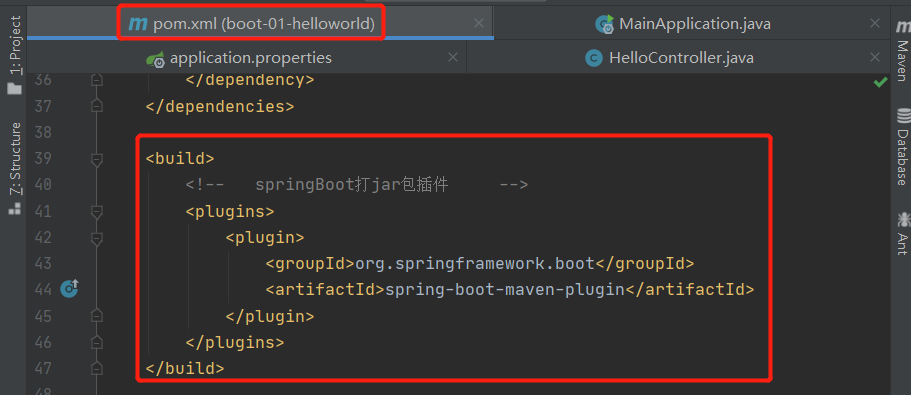 1: Project
Z: Structure
pom.xml (boot-01-helloworld)
MainApplication.java
application.properties
HelloController.java
36 </dependency>
37 </dependencies>
38
39 <build>
40 <!-- springBoot打jar包插件 -->
41 <plugins>
42 <plugin>
43 <groupId>org.springframework.boot</groupId>
44 <artifactId>spring-boot-maven-plugin</artifactId>
45 </plugin>
46 </plugins>
47 </build>
48
Maven
Database
Ant